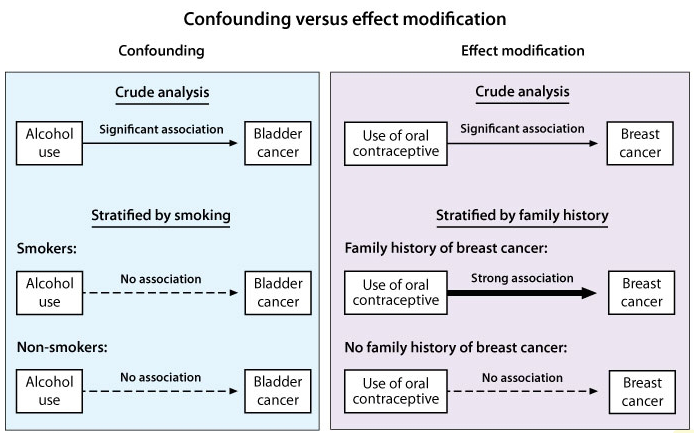 Confounding versus effect modification
Confounding
Crude analysis
Alcohol
use
Significant association
Bladder
cancer
Stratified by smoking
Smokers:
Alcohol
use
No association
Bladder
cancer
Non-smokers:
Alcohol
use
No association
Bladder
cancer
Effect modification
Crude analysis
Use of oral
contraceptive
Significant association
Breast
cancer
Stratified by family history
Family history of breast cancer:
Use of oral
contraceptive
Strong association
Breast
cancer
No family history of breast cancer:
Use of oral
contraceptive
No association
Breast
cancer